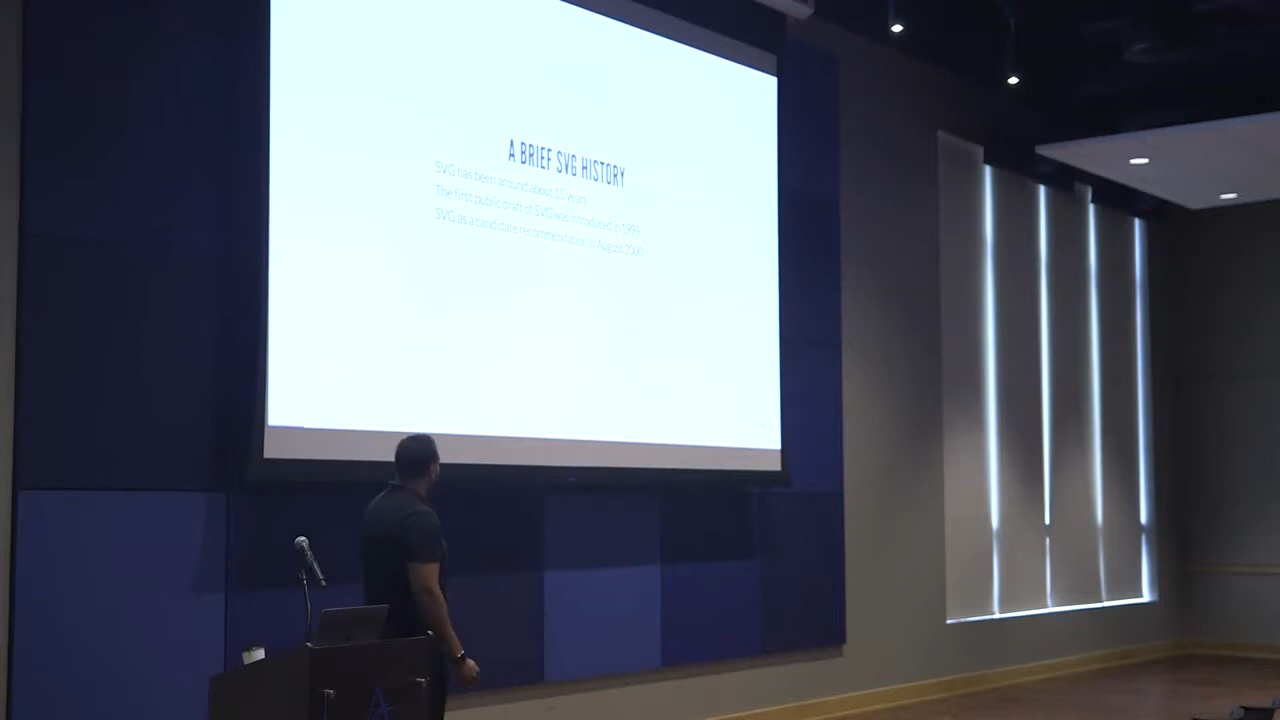 A BRIEF SVG HISTORY
SVG has been around about 15 years.
The first public draft of SVG was introduced in 1999.
SVG as a candidate recommendation in August 2000.